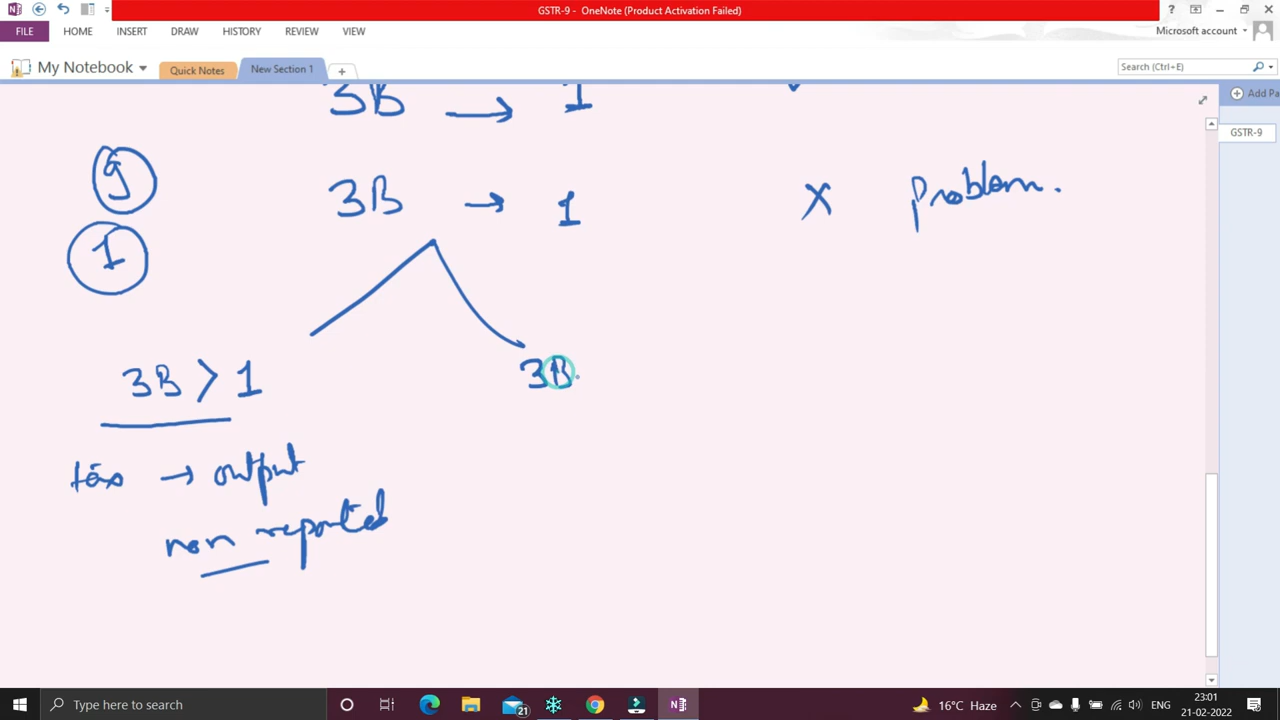 GSTR-9 - OneNote (Product Activation Failed)
FILE HOME INSERT DRAW HISTORY REVIEW VIEW
Microsoft account
My Notebook Quick Notes New Section 1
Search (Ctrl+E)
Add Pa
GSTR-9
3B → 1
9 3B → 1 X Problem.
1
3B > 1
3B
tax → output
non reported
Type here to search
21
16°C Haze
ENG
23:01
21-02-2022